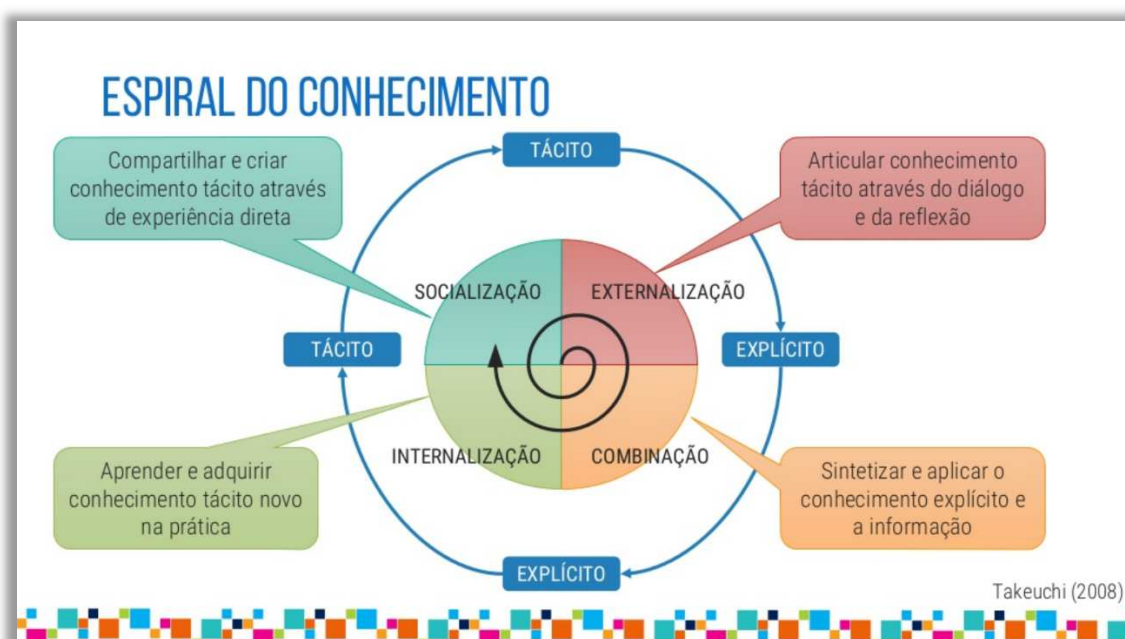 ESPIRAL DO CONHECIMENTO
Compartilhar e criar
conhecimento tácito através
de experiência direta
TÁCITO
Articular conhecimento
tácito através do diálogo
e da reflexão
SOCIALIZAÇÃO
EXTERNALIZAÇÃO
TÁCITO
EXPLÍCITO
INTERNALIZAÇÃO
COMBINAÇÃO
Aprender e adquirir
conhecimento tácito novo
na prática
Sintetizar e aplicar o
conhecimento explícito e
a informação
EXPLÍCITO
Takeuchi (2008)